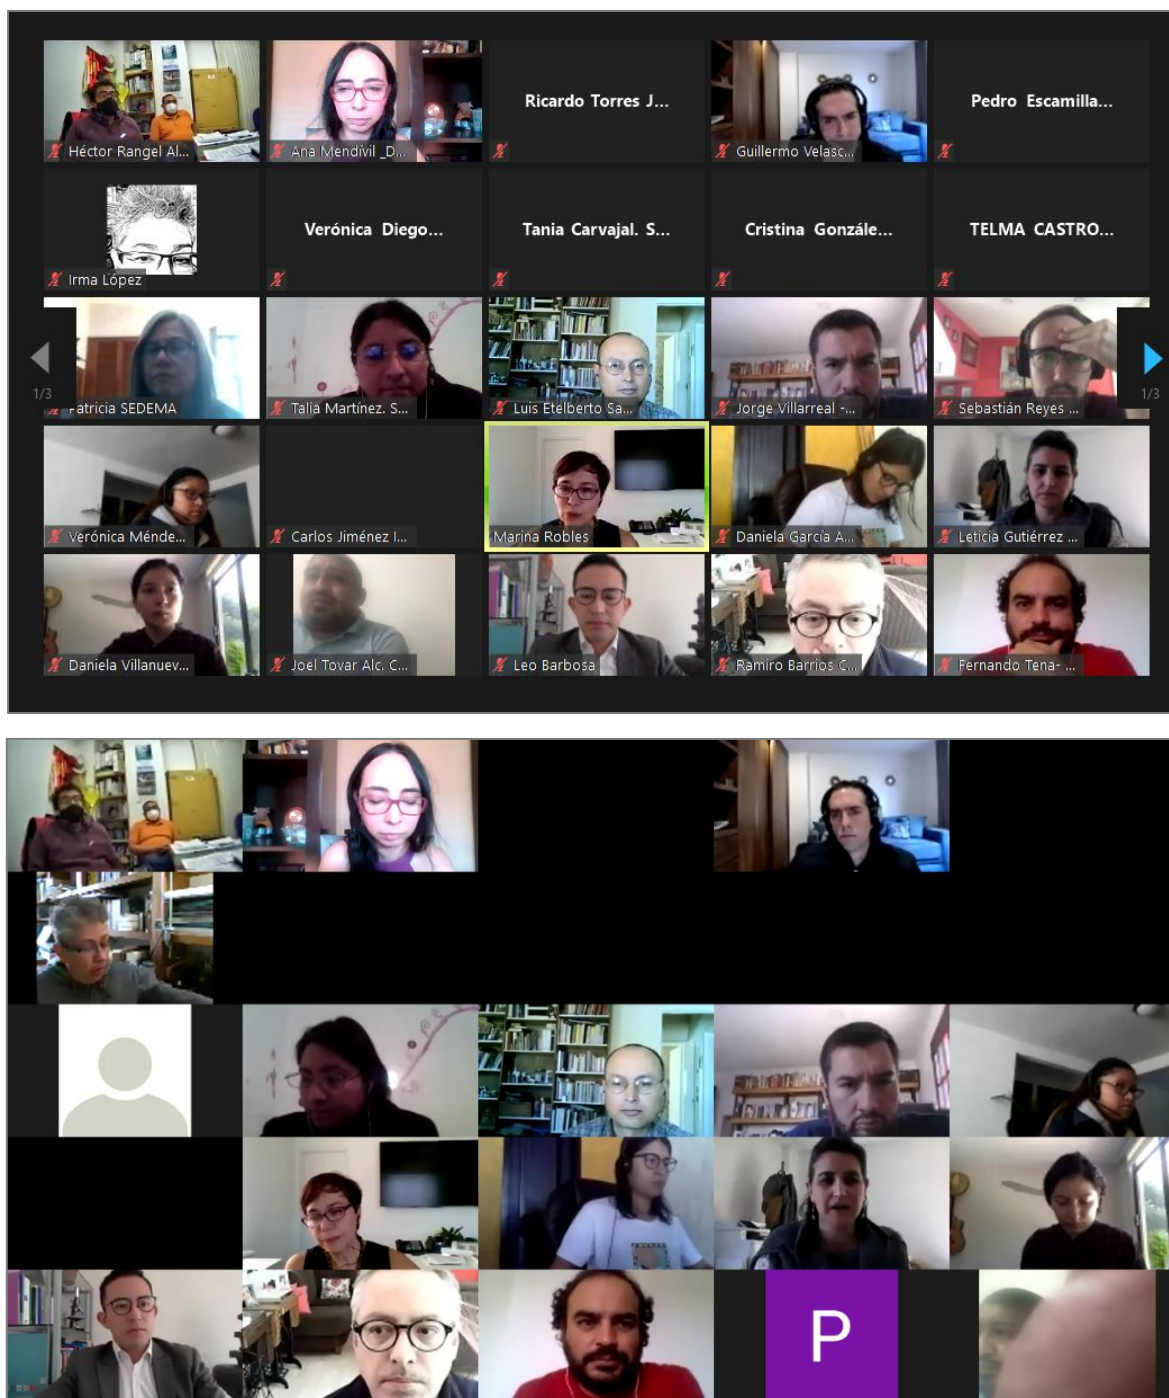 Héctor Rangel Al...
Ana Mendívil _D...
Ricardo Torres J...
Guillermo Velasc...
Pedro Escamilla...
Irma López
Verónica Diego...
Tania Carvajal. S...
Cristina Gonzále...
TELMA CASTRO...
1/3
Patricia SEDEMA
Talia Martínez. S...
Luis Etelberto Sa...
Jorge Villarreal -...
Sebastián Reyes ...
1/3
Verónica Ménde...
Carlos Jiménez I...
Marina Robles
Daniela García A...
Leticia Gutiérrez ...
Daniela Villanuev...
Joel Tovar Alc. C...
Leo Barbosa
Ramiro Barrios C...
Fernando Tena- ...
P